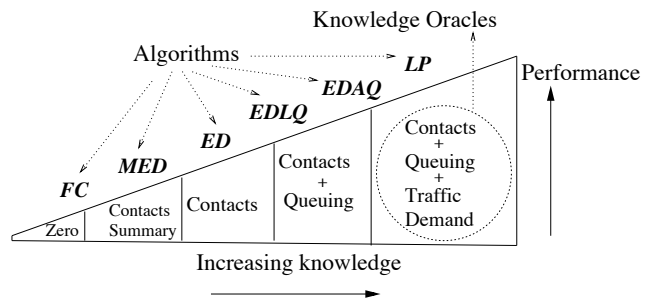 Knowledge Oracles
Algorithms
LP
Performance
EDAQ
EDLQ
ED
MED
FC
Zero
Contacts
Summary
Contacts
Contacts
+
Queuing
Contacts
+
Queuing
+
Traffic
Demand
Increasing knowledge